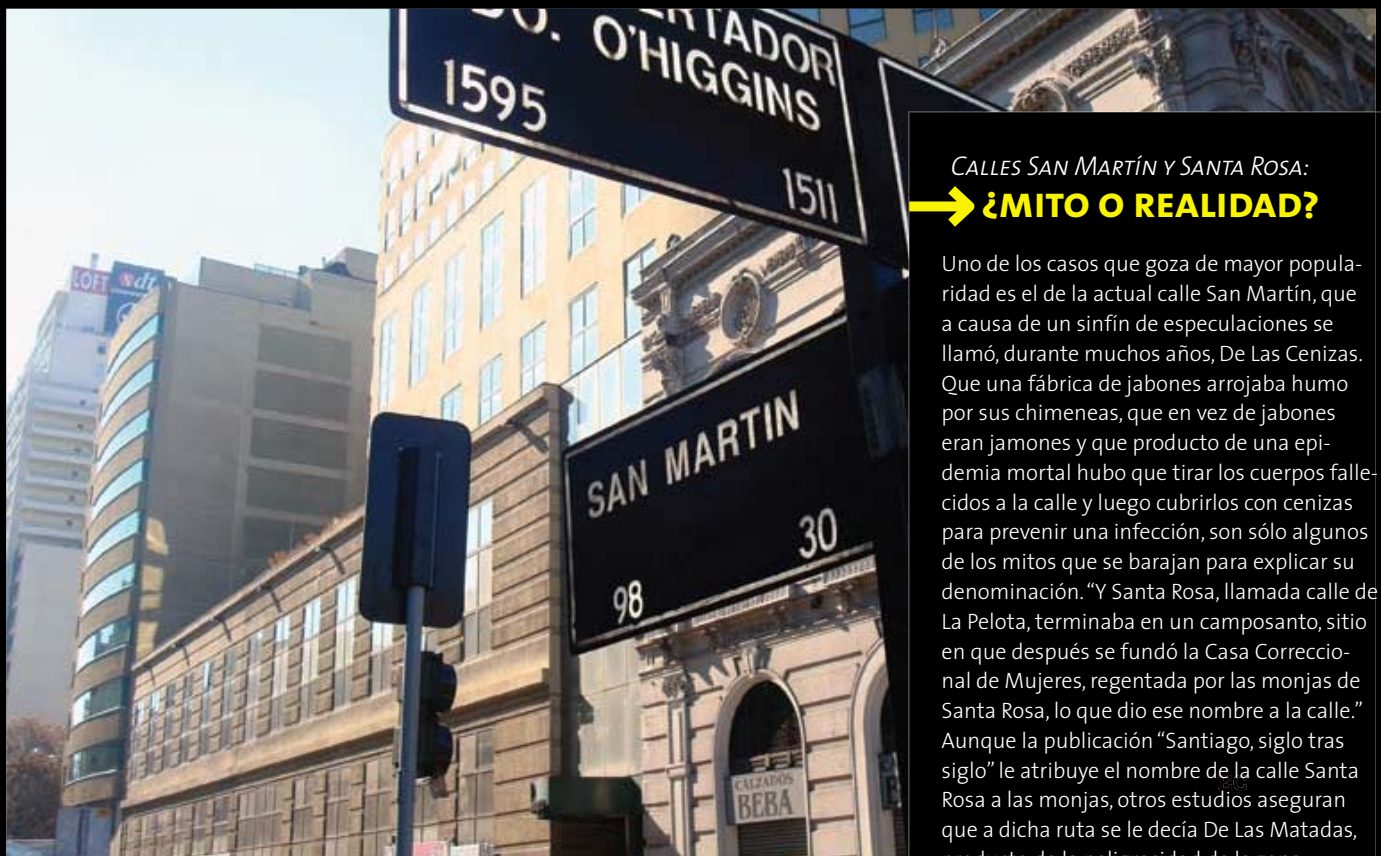 ERTADOR
DO. O'HIGGINS
1595
1511
LOFT
dt
SAN MARTIN
30
98
CALZADOS
BEBA
CALLES SAN MARTÍN Y SANTA ROSA:
¿MITO O REALIDAD?
Uno de los casos que goza de mayor popula-
ridad es el de la actual calle San Martín, que
a causa de un sinfín de especulaciones se
llamó, durante muchos años, De Las Cenizas.
Que una fábrica de jabones arrojaba humo
por sus chimeneas, que en vez de jabones
eran jamones y que producto de una epi-
demia mortal hubo que tirar los cuerpos falle-
cidos a la calle y luego cubrirlos con cenizas
para prevenir una infección, son sólo algunos
de los mitos que se barajan para explicar su
denominación. “Y Santa Rosa, llamada calle de
La Pelota, terminaba en un camposanto, sitio
en que después se fundó la Casa Correccio-
nal de Mujeres, regentada por las monjas de
Santa Rosa, lo que dio ese nombre a la calle.”
Aunque la publicación “Santiago, siglo tras
siglo” le atribuye el nombre de la calle Santa
Rosa a las monjas, otros estudios aseguran
que a dicha ruta se le decía De Las Matadas,